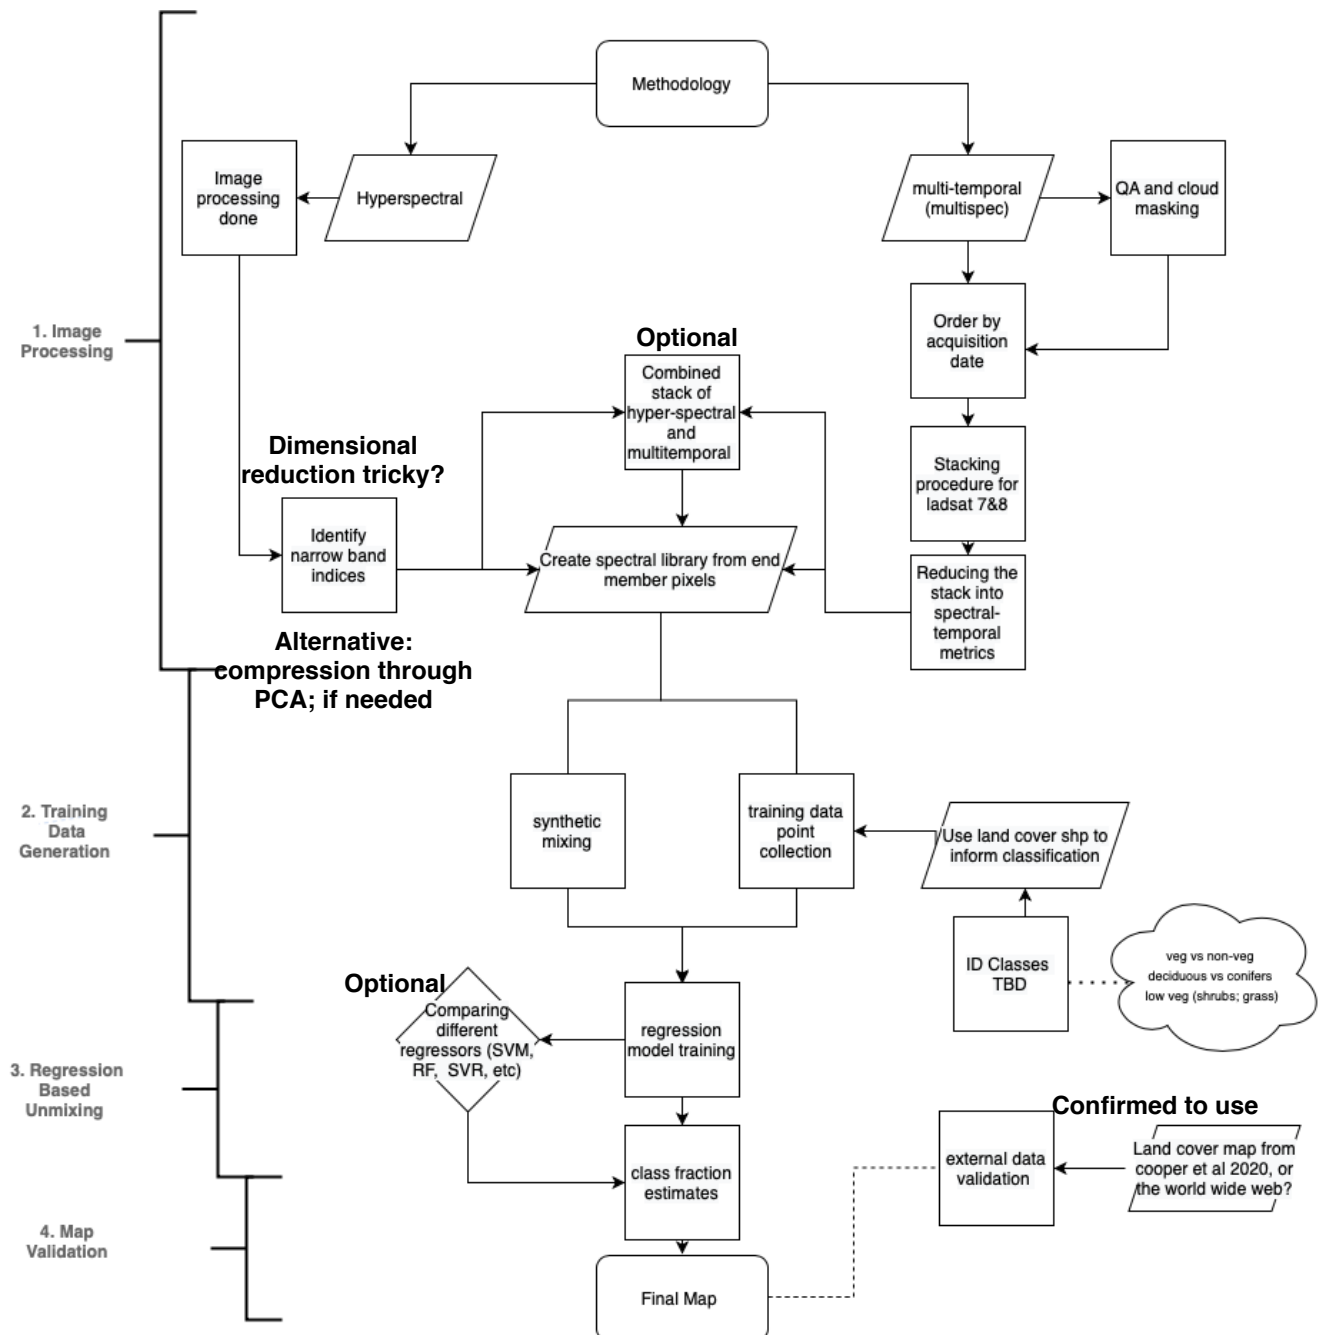 Methodology
Image
processing
done
Hyperspectral
multi-temporal
(multispec)
QA and cloud
masking
1. Image
Processing
Order by
acquisition
date
Optional
Combined
stack of
hyper-spectral
and
multitemporal
Dimensional
reduction tricky?
Stacking
procedure for
ladsat 7&8
Identify
narrow band
indices
Create spectral library from end
member pixels
Reducing the
stack into
spectral-
temporal
metrics
Alternative:
compression through
PCA; if needed
2. Training
Data
Generation
synthetic
mixing
training data
point
collection
Use land cover shp to
inform classification
ID Classes
TBD
veg vs non-veg
deciduous vs conifers
low veg (shrubs; grass)
Optional
Comparing
different
regressors (SVM,
RF, SVR, etc)
regression
model training
3. Regression
Based
Unmixing
Confirmed to use
Land cover map from
cooper et al 2020, or
the world wide web?
external data
validation
class fraction
estimates
4. Map
Validation
Final Map